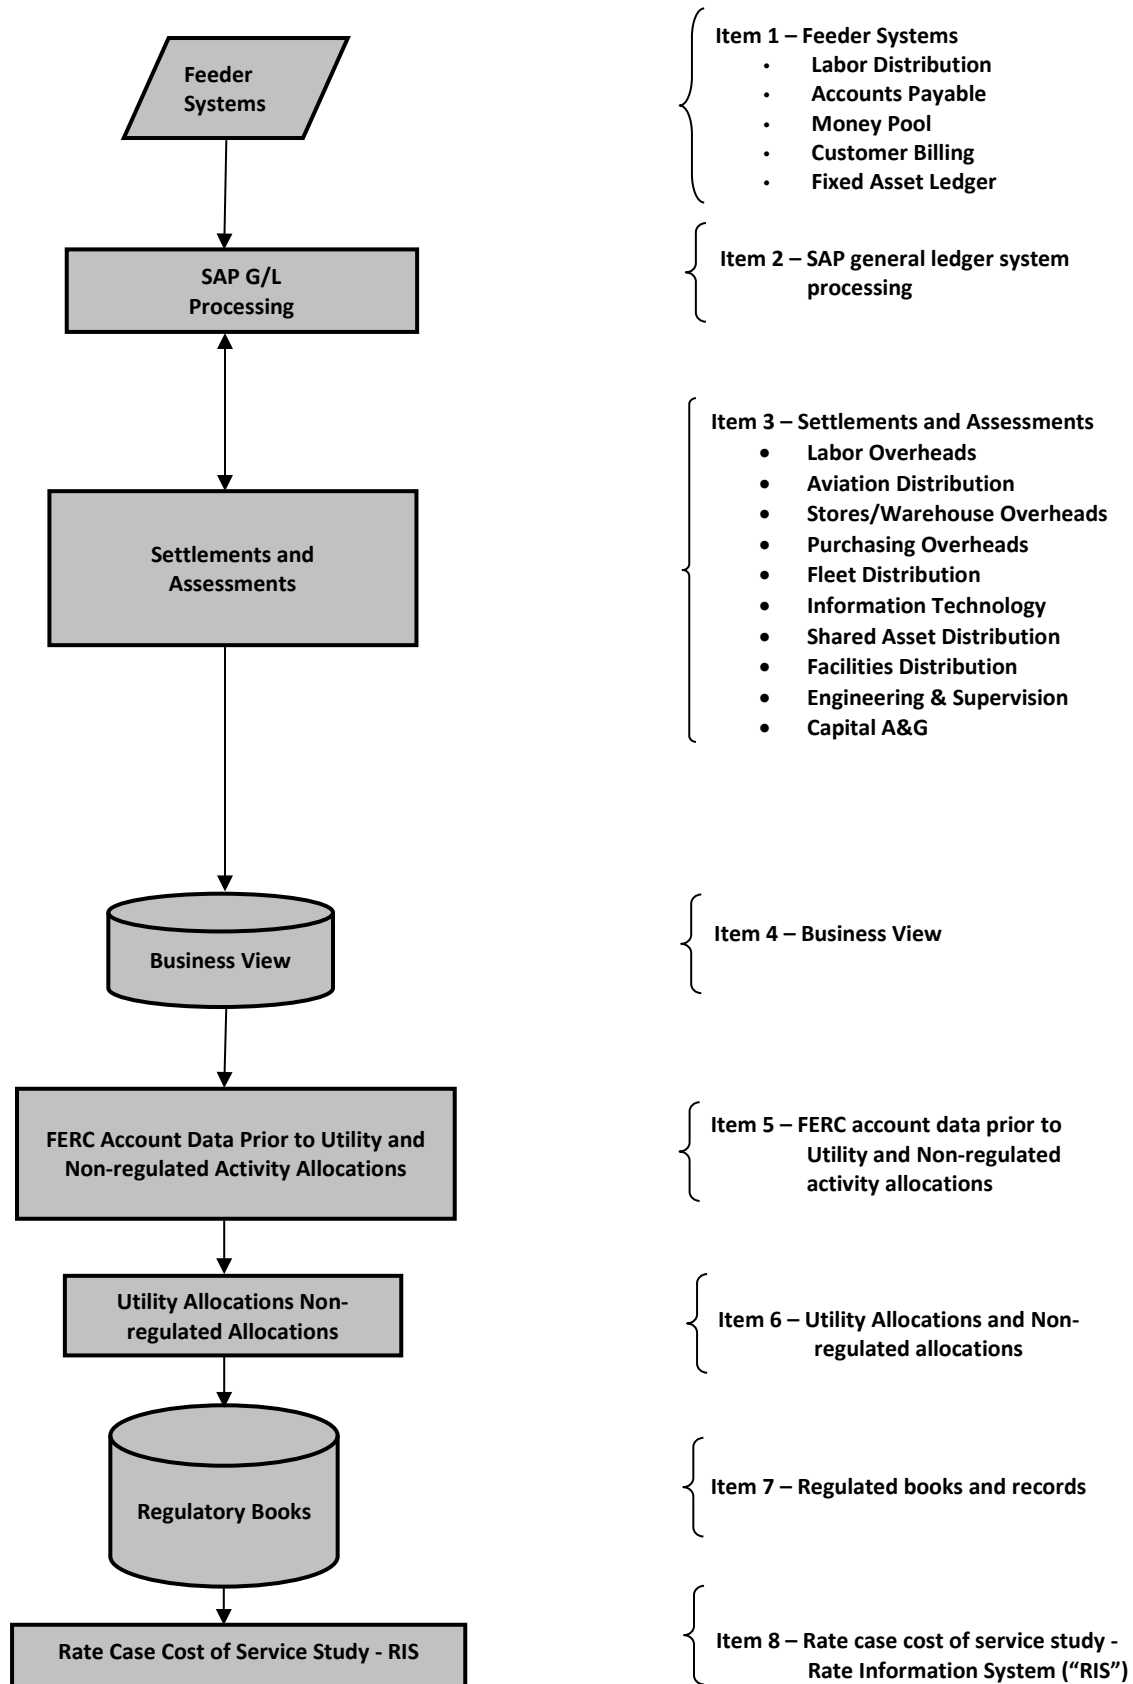 Feeder
Systems
Item 1 – Feeder Systems
• Labor Distribution
• Accounts Payable
• Money Pool
• Customer Billing
• Fixed Asset Ledger
SAP G/L
Processing
Item 2 – SAP general ledger system
processing
Settlements and
Assessments
Item 3 – Settlements and Assessments
• Labor Overheads
• Aviation Distribution
• Stores/Warehouse Overheads
• Purchasing Overheads
• Fleet Distribution
• Information Technology
• Shared Asset Distribution
• Facilities Distribution
• Engineering & Supervision
• Capital A&G
Business View
Item 4 – Business View
FERC Account Data Prior to Utility and
Non-regulated Activity Allocations
Item 5 – FERC account data prior to
Utility and Non-regulated
activity allocations
Utility Allocations Non-
regulated Allocations
Item 6 – Utility Allocations and Non-
regulated allocations
Regulatory Books
Item 7 – Regulated books and records
Rate Case Cost of Service Study - RIS
Item 8 – Rate case cost of service study -
Rate Information System (“RIS”)